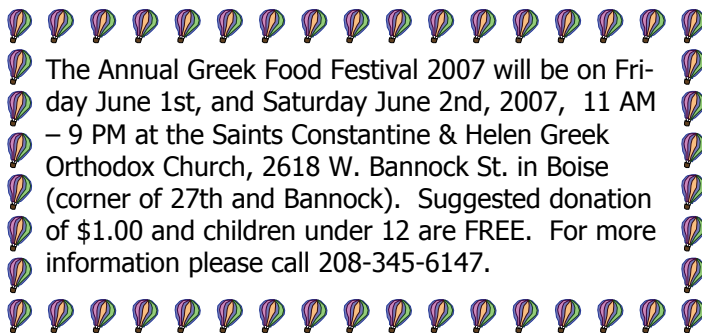 The Annual Greek Food Festival 2007 will be on Fri-
day June 1st, and Saturday June 2nd, 2007,  11 AM
– 9 PM at the Saints Constantine & Helen Greek
Orthodox Church, 2618 W. Bannock St. in Boise
(corner of 27th and Bannock).  Suggested donation
of $1.00 and children under 12 are FREE.  For more
information please call 208-345-6147.